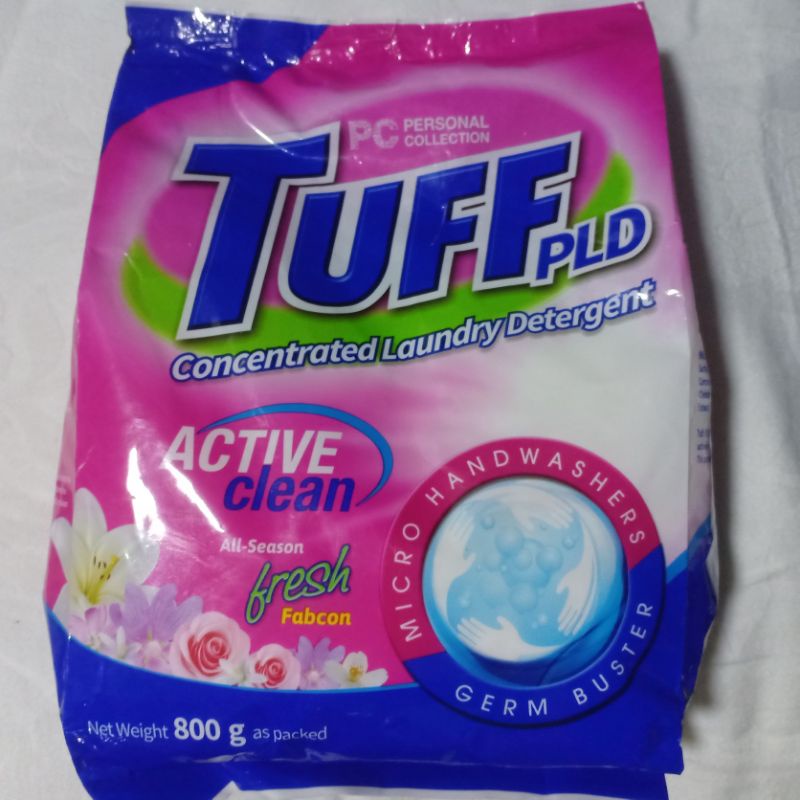 PC PERSONAL
COLLECTION
TUFF
PLD
Concentrated Laundry Detergent
ACTIVE
clean
All-Season
fresh
Fabcon
MICRO HANDWASHERS
GERM BUSTER
Net Weight 800 g as packed